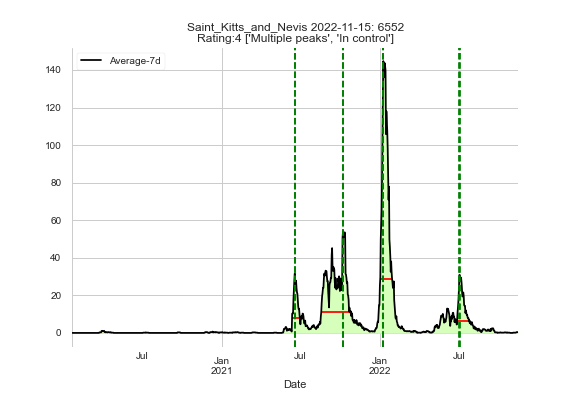 Saint_Kitts_and_Nevis 2022-11-15: 6552
Rating:4 ['Multiple peaks', 'In control']
Average-7d
140
120
100
80
60
40
20
0
Jul
Jan
2021
Jul
Jan
2022
Jul
Date